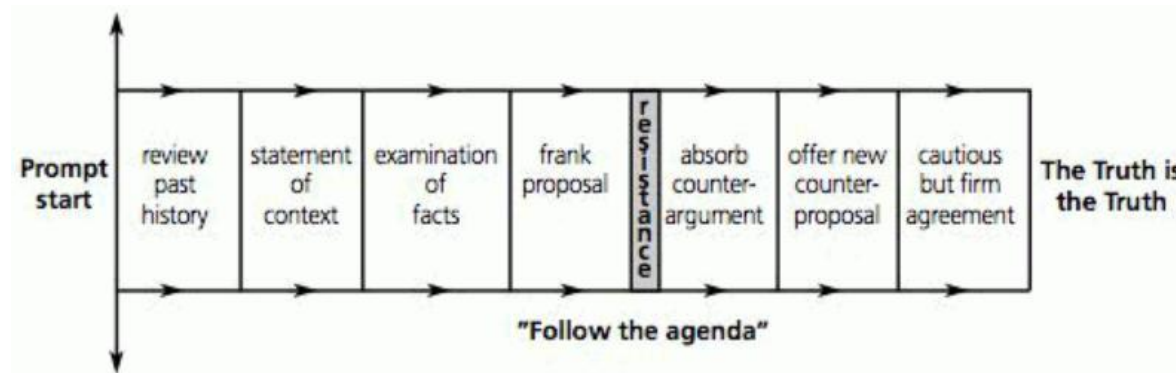 Prompt
start
review
past
history
statement
of
context
examination
of
facts
frank
proposal
resistance
absorb
counter-
argument
offer new
counter-
proposal
cautious
but firm
agreement
The Truth is
the Truth
"Follow the agenda"